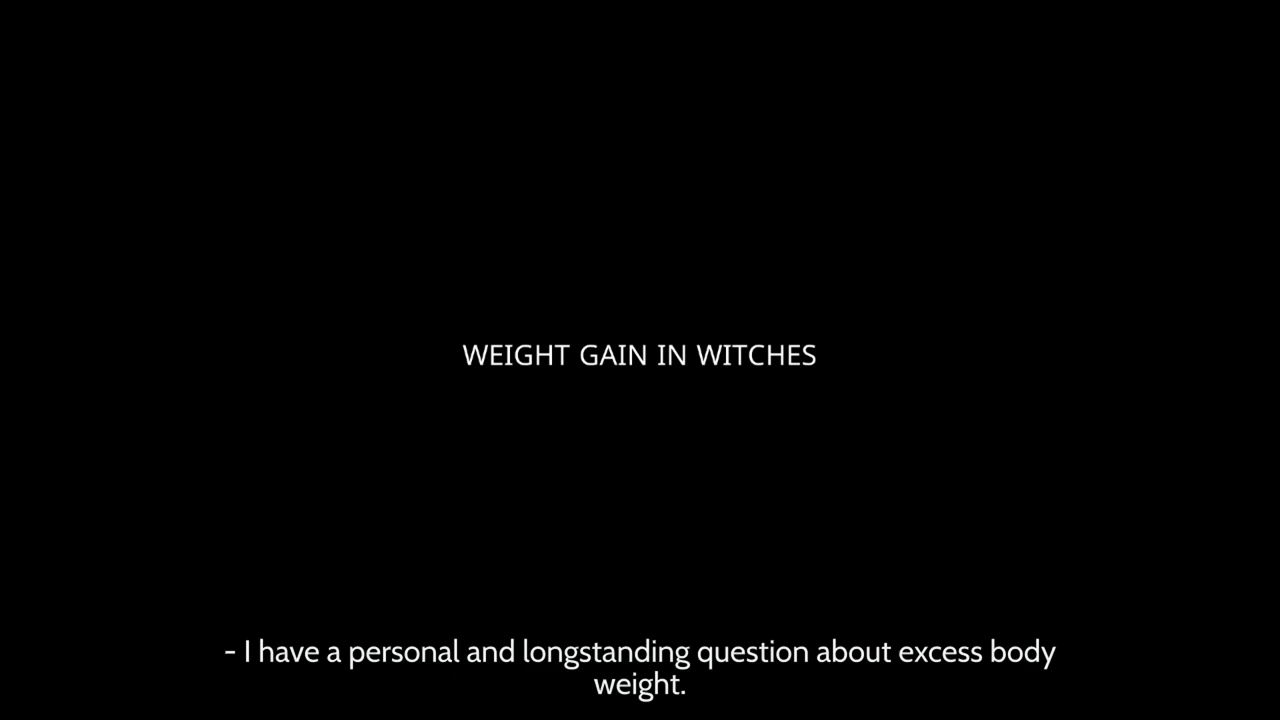 WEIGHT GAIN IN WITCHES
- I have a personal and longstanding question about excess body
weight.